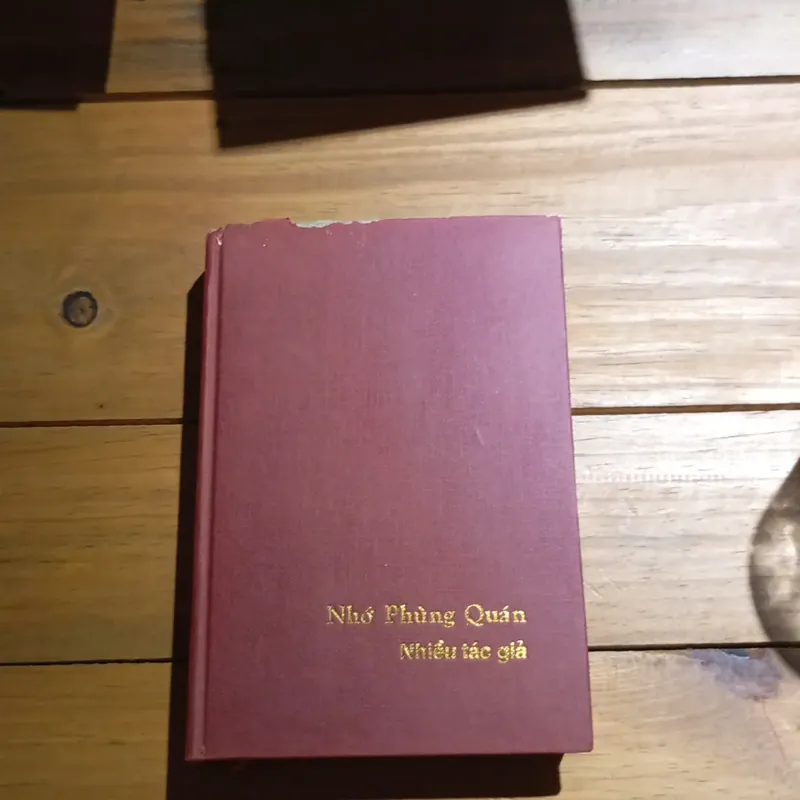 Nhớ Phùng Quán
Nhiều tác giả